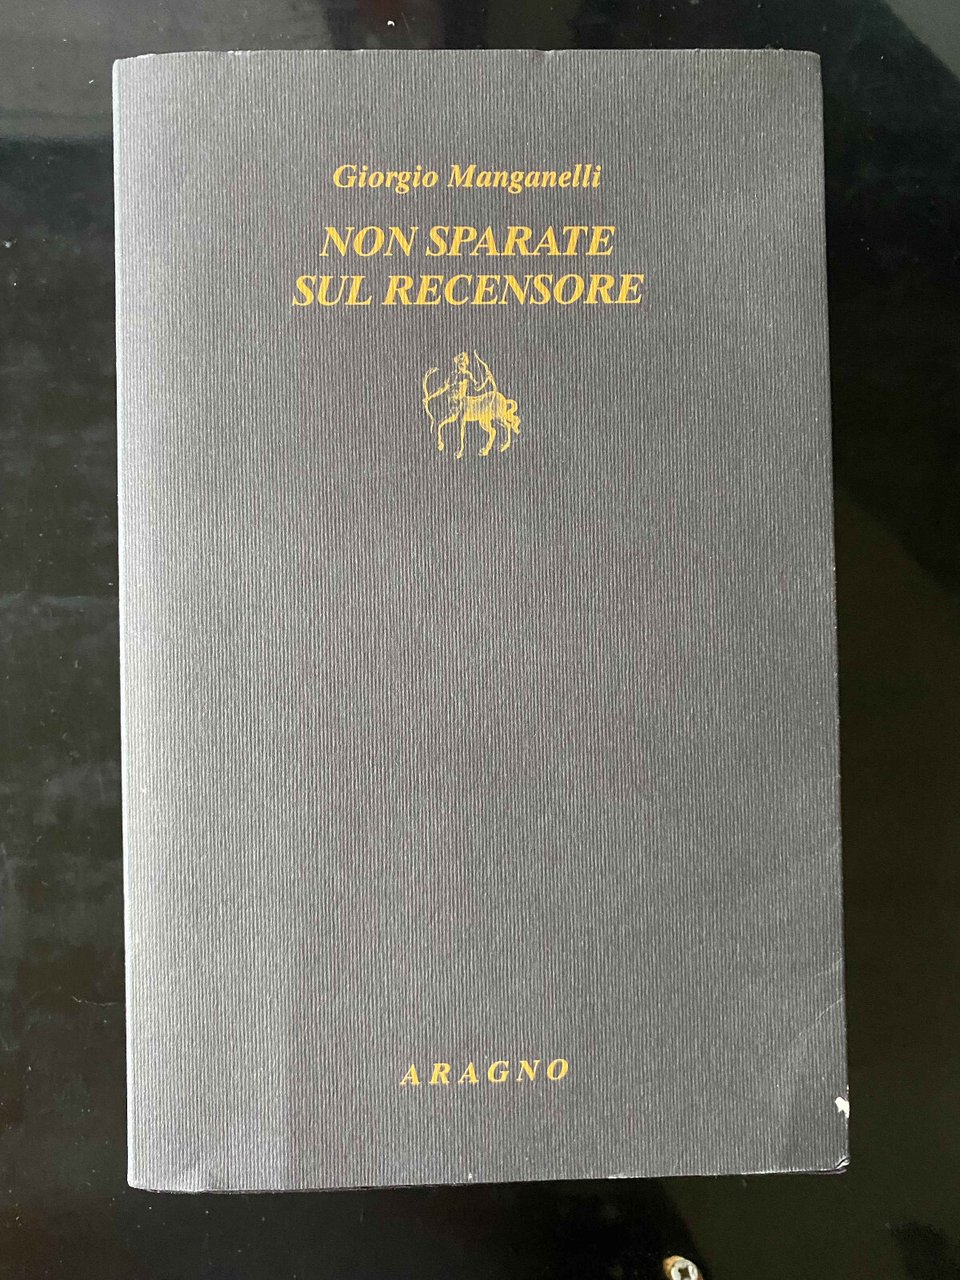 Giorgio Manganelli
NON SPARATE
SUL RECENSORE
ARAGNO